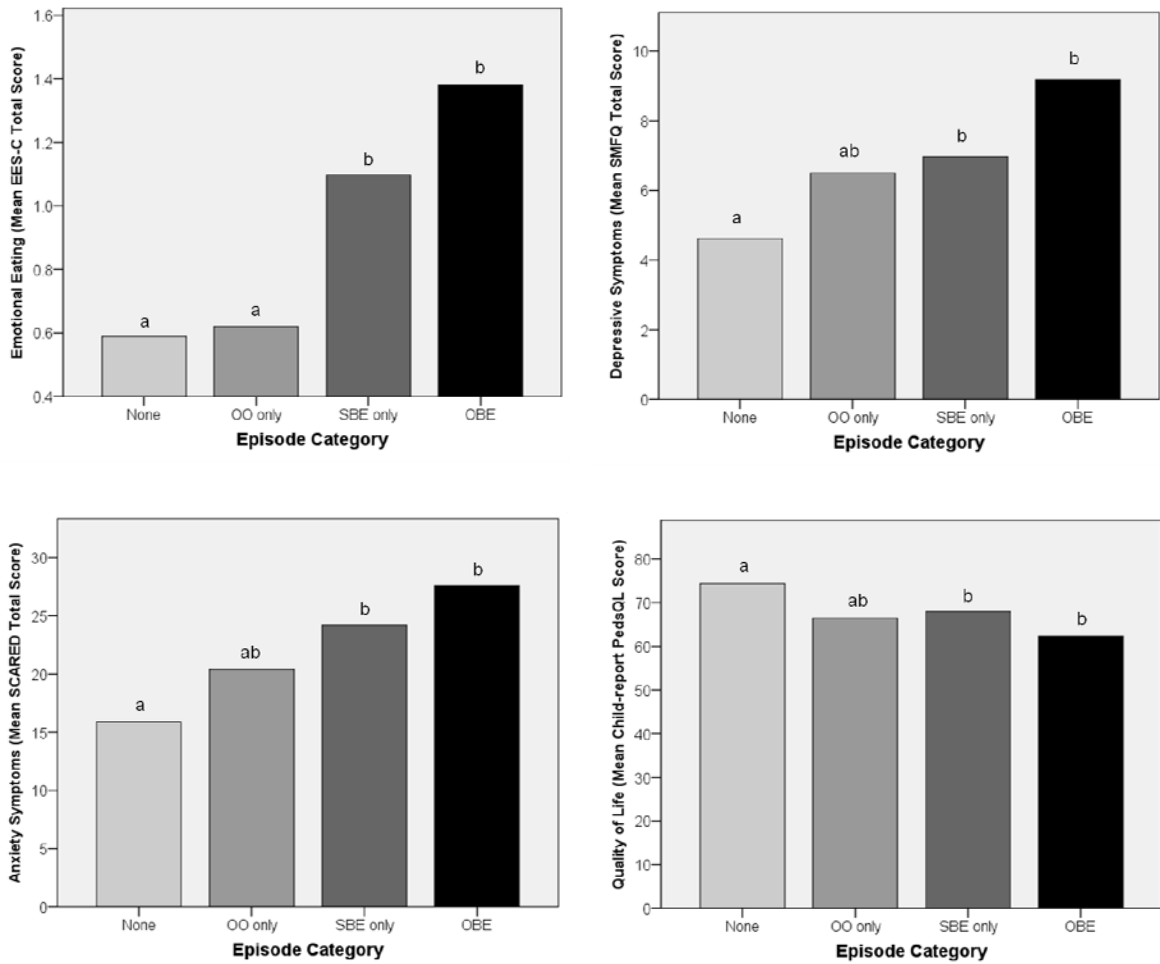 Emotional Eating (Mean EES-C Total Score)
1.6
1.4
1.2
1.0
0.8
0.6
0.4
a
a
b
b
None
OO only
SBE only
OBE
Episode Category
Depressive Symptoms (Mean SMFQ Total Score)
10
8
6
4
2
0
a
ab
b
b
None
OO only
SBE only
OBE
Episode Category
Anxiety Symptoms (Mean SCARED Total Score)
30
25
20
15
10
5
0
a
ab
b
b
None
OO only
SBE only
OBE
Episode Category
Quality of Life (Mean Child-report PedsQL Score)
80
70
60
50
40
30
20
10
0
a
ab
b
b
None
OO only
SBE only
OBE
Episode Category